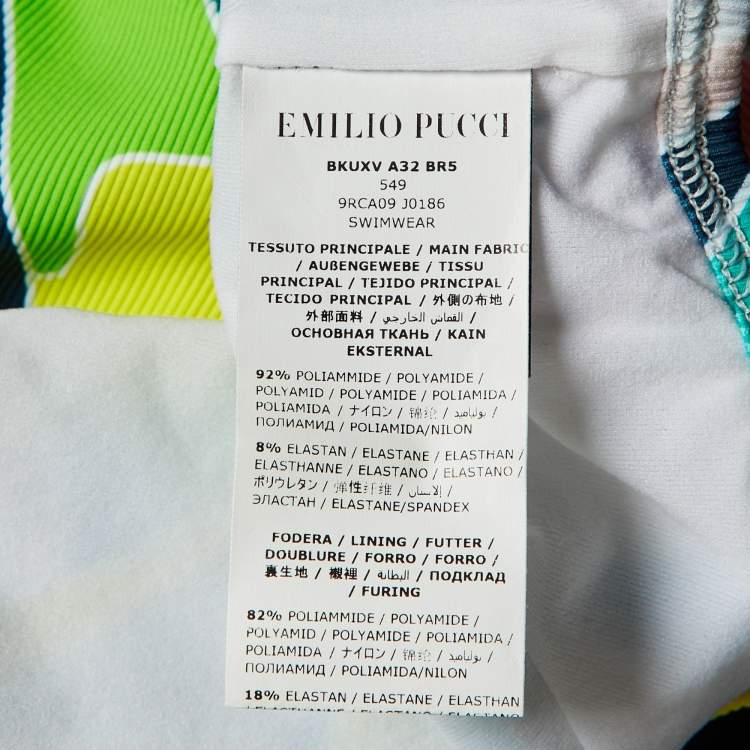 EMILIO PUCCI
BKUXV A32 BR5
549
9RCA09 J0186
SWIMWEAR
TESSUTO PRINCIPALE / MAIN FABRIC
/ AUßENGEWEBE / TISSU
PRINCIPAL / TEJIDO PRINCIPAL /
TECIDO PRINCIPAL / 外側の布地 /
外部面料 / القماش الخارجي /
ОСНОВНАЯ ТКАНЬ / KAIN
EKSTERNAL
92% POLIAMMIDE / POLYAMIDE /
POLYAMID / POLYAMIDE / POLIAMIDA /
POLIAMIDA / ナイロン / 锦纶 / بولياميد /
ПОЛИАМИД / POLIAMIDA/NILON
8% ELASTAN / ELASTANE / ELASTHAN /
ELASTHANNE / ELASTANO / ELASTANO /
ポリウレタン / 弹性纤维 / إلاستان /
ЭЛАСТАН / ELASTANE/SPANDEX
FODERA / LINING / FUTTER /
DOUBLURE / FORRO / FORRO /
裏生地 / 襯裡 / البطانة / ПОДКЛАД
/ FURING
82% POLIAMMIDE / POLYAMIDE /
POLYAMID / POLYAMIDE / POLIAMIDA /
POLIAMIDA / ナイロン / 锦纶 / بولياميد /
ПОЛИАМИД / POLIAMIDA/NILON
18% ELASTAN / ELASTANE / ELASTHAN
/ ELASTHANNE / ELASTANO / ELASTANO